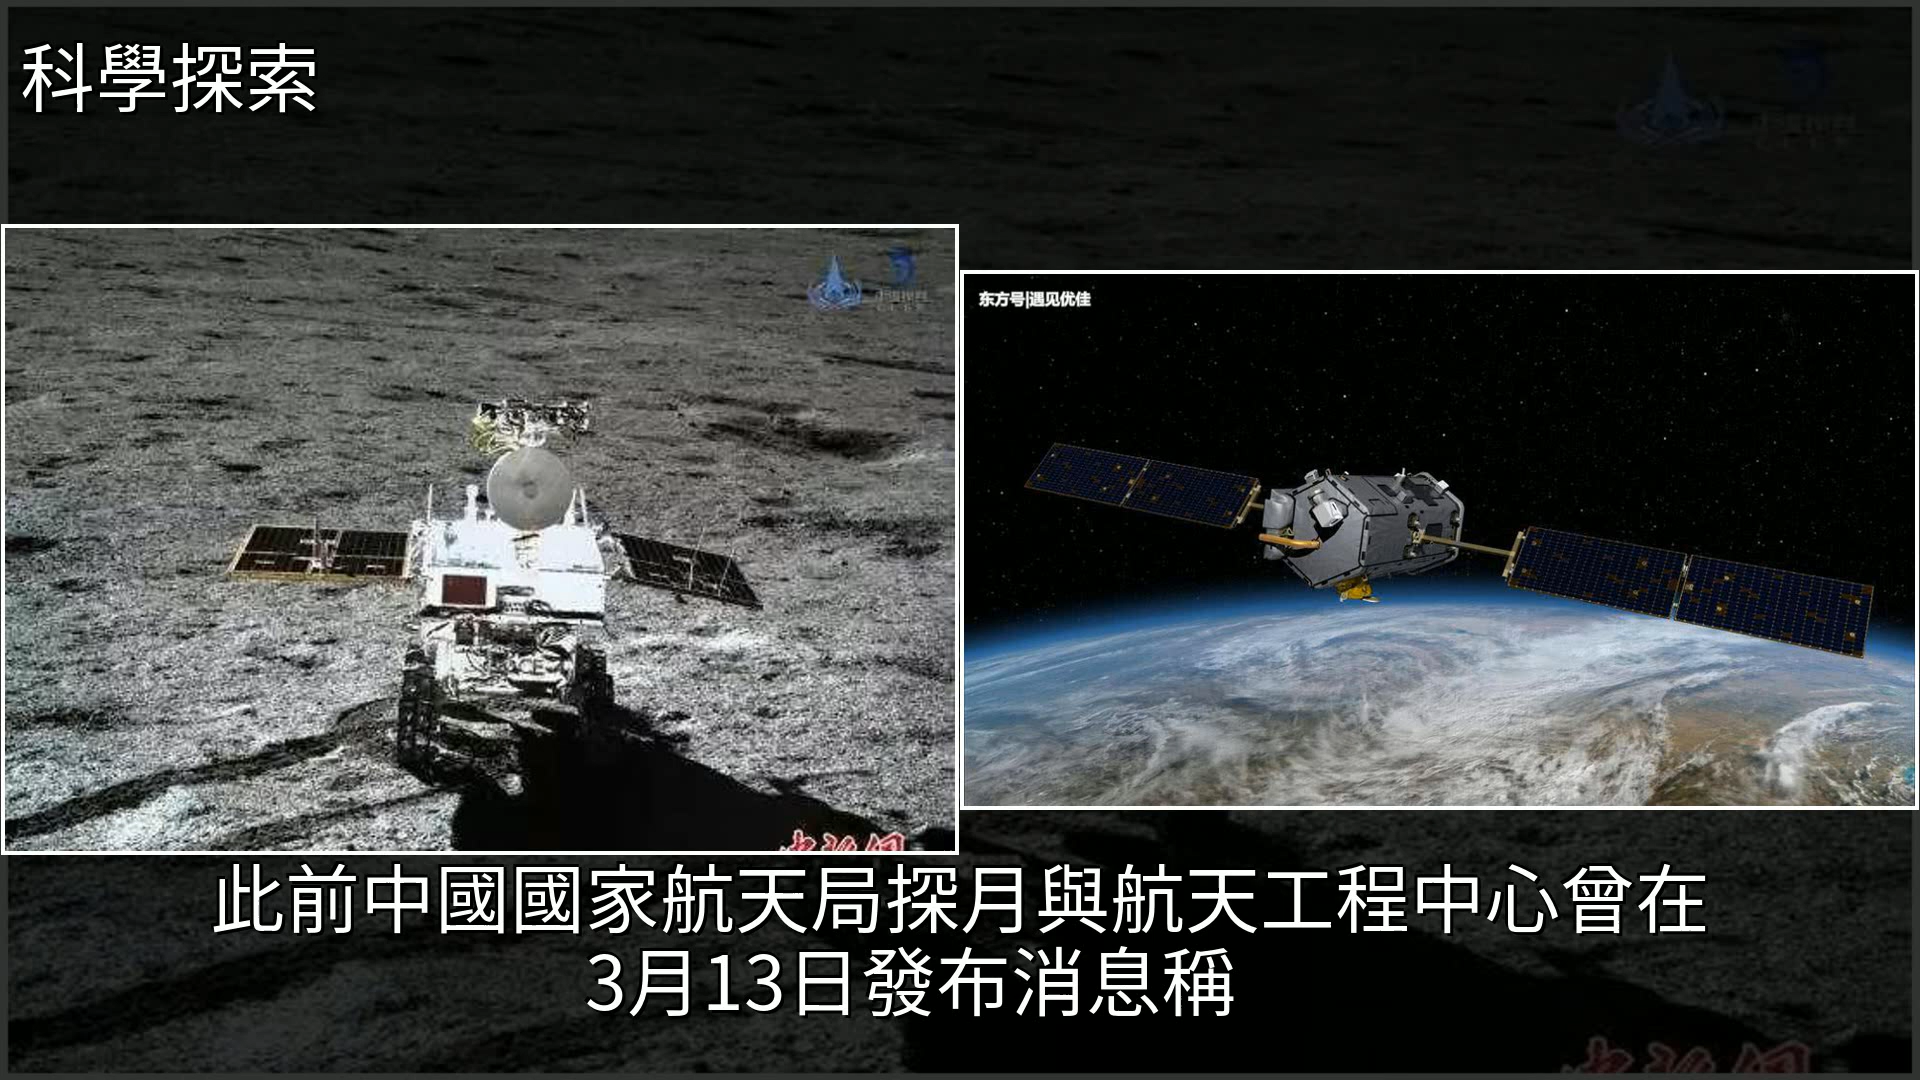 科學探索
东方号|遇见优佳
此前中國國家航天局探月與航天工程中心曾在
3月13日發布消息稱